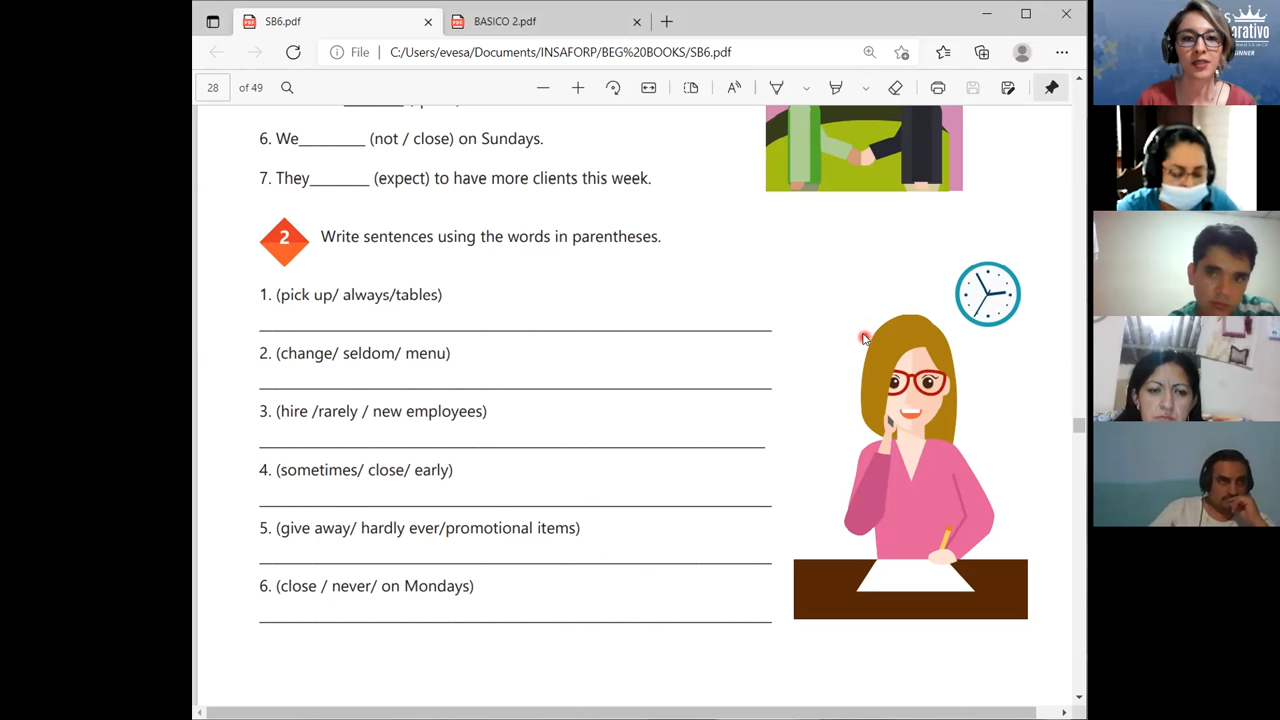 SB6.pdf
BASICO 2.pdf
File
C:/Users/evesa/Documents/INSAFORP/BEG%20BOOKS/SB6.pdf
28 of 49
6. We________ (not / close) on Sundays.
7. They_______ (expect) to have more clients this week.
2 Write sentences using the words in parentheses.
1. (pick up/ always/tables)
2. (change/ seldom/ menu)
3. (hire /rarely / new employees)
4. (sometimes/ close/ early)
5. (give away/ hardly ever/promotional items)
6. (close / never/ on Mondays)